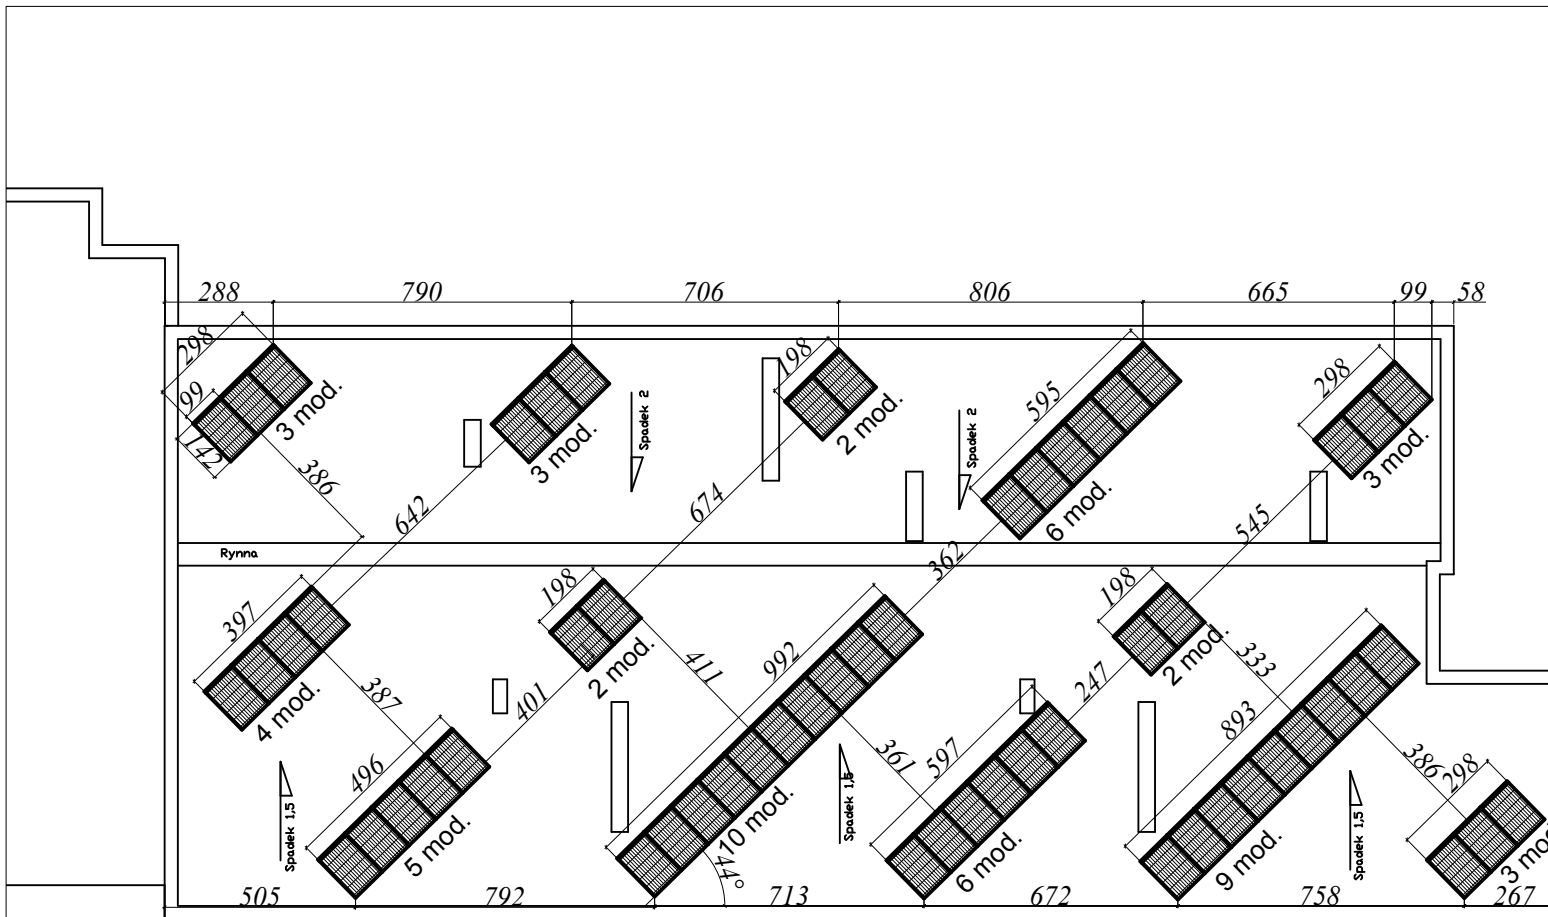 288 790 706 806 665 99 58
298
99
142
3 mod.
386
3 mod.
642
Spadek 2
198
2 mod.
674
Spadek 2
595
6 mod.
362
298
3 mod.
545
Rynna
397
4 mod.
387
198
2 mod.
401
411
992
10 mod.
361
198
2 mod.
247
333
496
5 mod.
597
6 mod.
893
9 mod.
386
298
3 mo
Spadek 1,5
Spadek 1,5
Spadek 1,5
44°
505 792 713 672 758 267